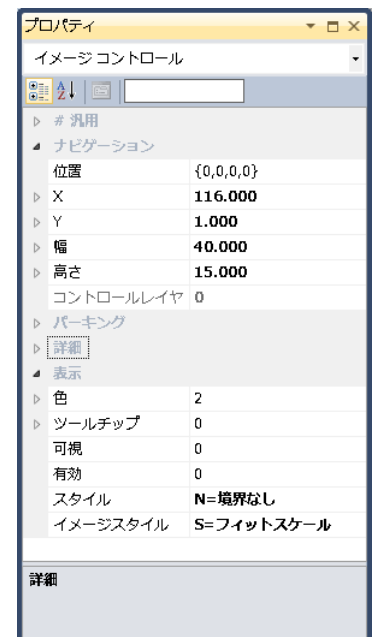 プロパティ
イメージ コントロール
# 汎用
ナビゲーション
位置 {0,0,0,0}
X 116.000
Y 1.000
幅 40.000
高さ 15.000
コントロールレイヤ 0
パーキング
詳細
表示
色 2
ツールチップ 0
可視 0
有効 0
スタイル N=境界なし
イメージスタイル S=フィットスケール
詳細